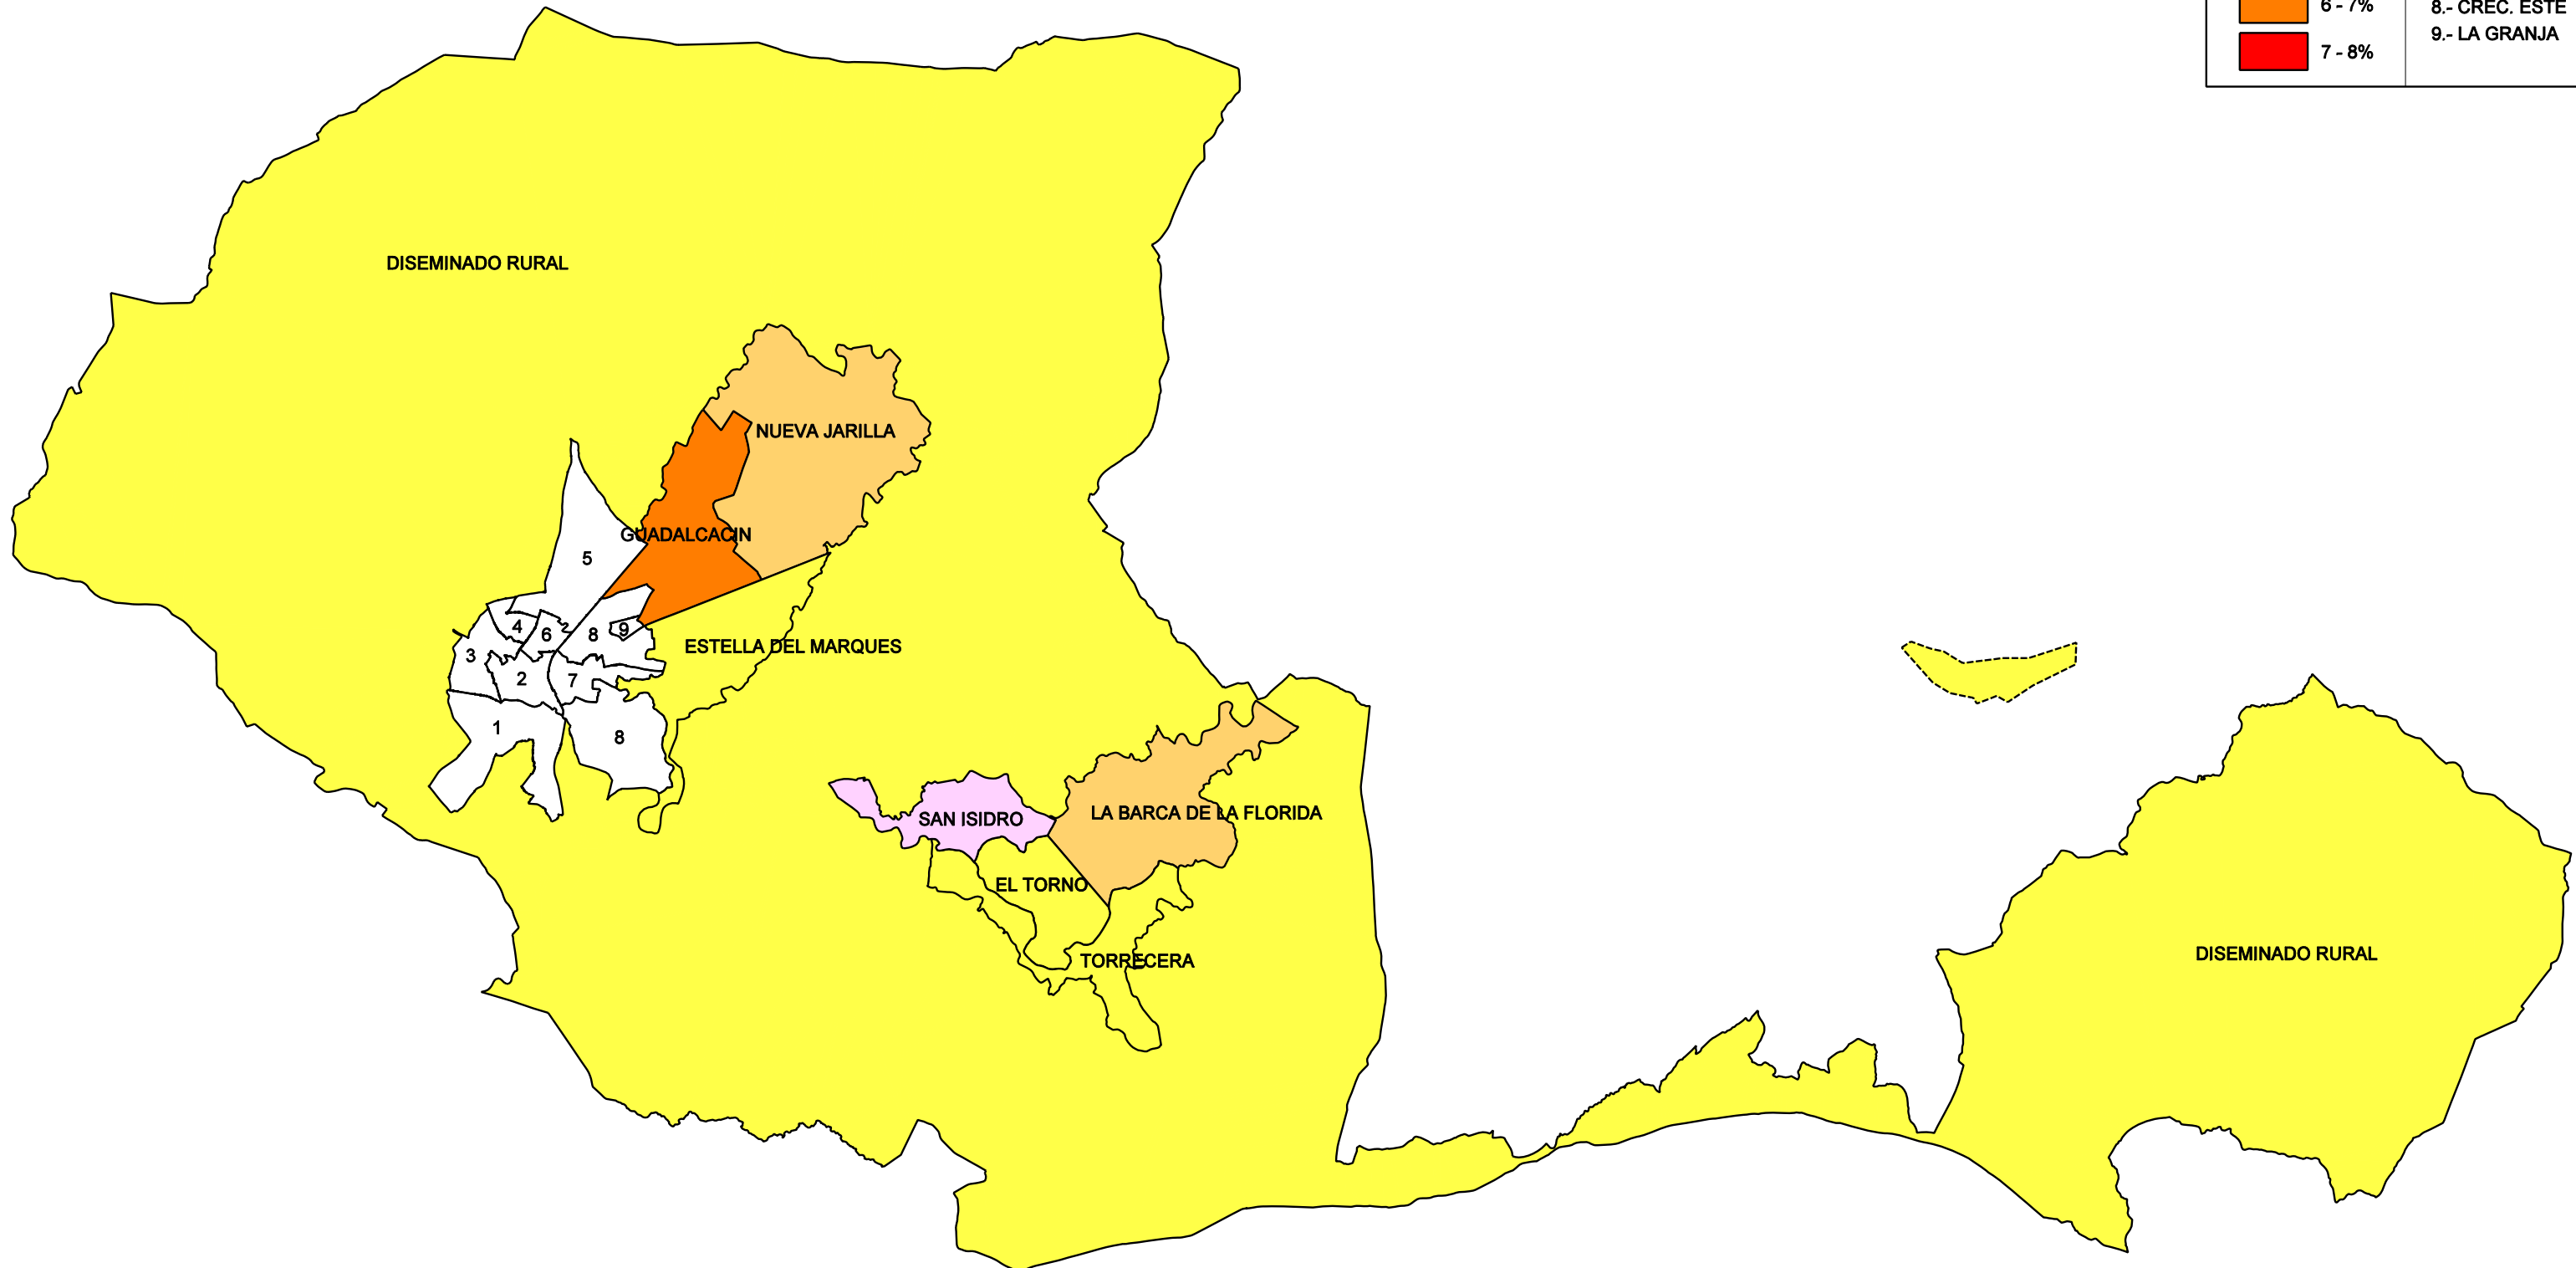 6 - 7%
8.- CREC. ESTE
7 - 8%
9.- LA GRANJA
DISEMINADO RURAL
NUEVA JARILLA
GUADALCACIN
5
4
6
8
9
3
ESTELLA DEL MARQUES
2
7
1
8
SAN ISIDRO
LA BARCA DE LA FLORIDA
EL TORNO
TORRECERA
DISEMINADO RURAL